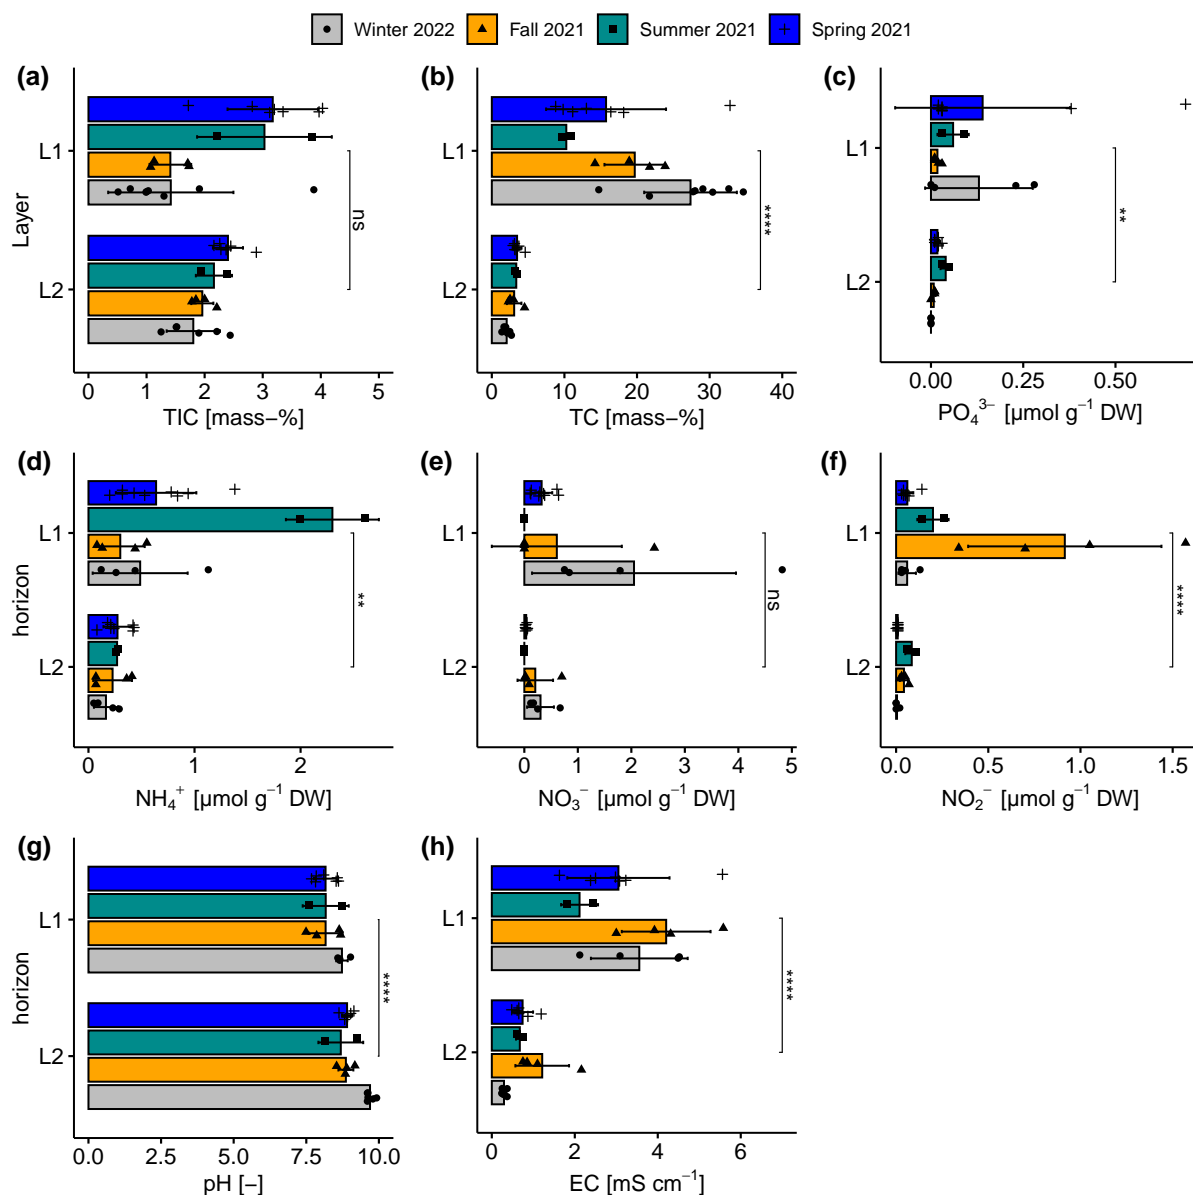 Winter 2022 Fall 2021 Summer 2021 Spring 2021
(a) (b) (c)
Layer
L1
L2
ns
0 1 2 3 4 5
TIC [mass−%]
L1
L2
****
0 10 20 30 40
TC [mass−%]
L1
L2
**
0.00 0.25 0.50
PO₄³⁻ [µmol g⁻¹ DW]
(d) (e) (f)
horizon
L1
L2
**
0 1 2
NH₄⁺ [µmol g⁻¹ DW]
L1
L2
ns
0 1 2 3 4 5
NO₃⁻ [µmol g⁻¹ DW]
L1
L2
****
0.0 0.5 1.0 1.5
NO₂⁻ [µmol g⁻¹ DW]
(g) (h)
horizon
L1
L2
****
0.0 2.5 5.0 7.5 10.0
pH [−]
L1
L2
****
0 2 4 6
EC [mS cm⁻¹]